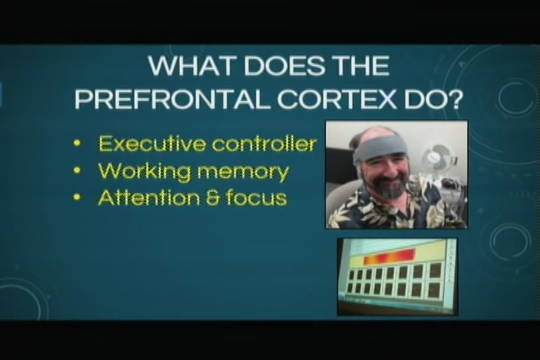 WHAT DOES THE
PREFRONTAL CORTEX DO?
• Executive controller
• Working memory
• Attention & focus